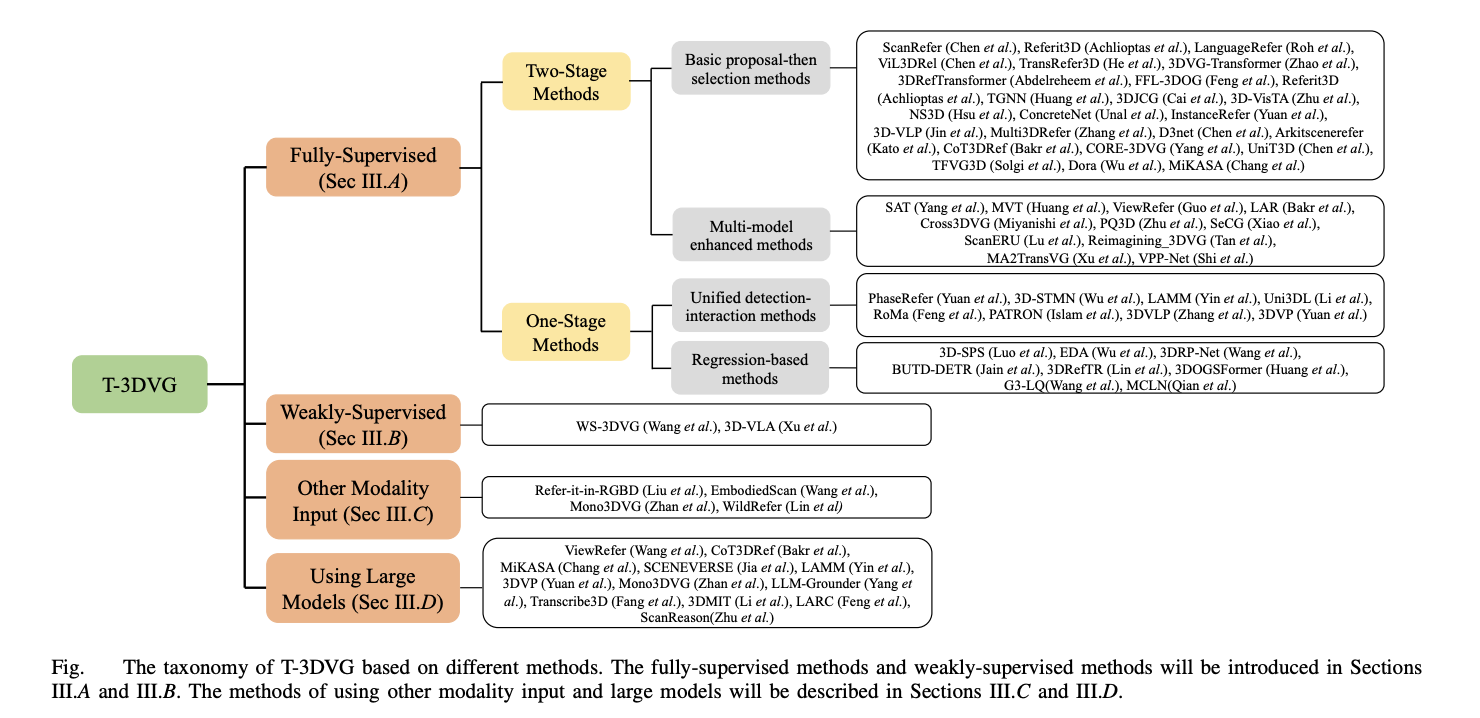 T-3DVG
Fully-Supervised
(Sec III.A)
Two-Stage
Methods
Basic proposal-then
selection methods
ScanRefer (Chen et al.), Referit3D (Achlioptas et al.), LanguageRefer (Roh et al.),
ViL3DRel (Chen et al.), TransRefer3D (He et al.), 3DVG-Transformer (Zhao et al.),
3DRefTransformer (Abdelreheem et al.), FFL-3DOG (Feng et al.), Referit3D
(Achlioptas et al.), TGNN (Huang et al.), 3DJCG (Cai et al.), 3D-VisTA (Zhu et al.),
NS3D (Hsu et al.), ConcreteNet (Unal et al.), InstanceRefer (Yuan et al.),
3D-VLP (Jin et al.), Multi3DRefer (Zhang et al.), D3net (Chen et al.), Arkitscenerefer
(Kato et al.), CoT3DRef (Bakr et al.), CORE-3DVG (Yang et al.), UniT3D (Chen et al.),
TFVG3D (Solgi et al.), Dora (Wu et al.), MiKASA (Chang et al.)
Multi-model
enhanced methods
SAT (Yang et al.), MVT (Huang et al.), ViewRefer (Guo et al.), LAR (Bakr et al.),
Cross3DVG (Miyanishi et al.), PQ3D (Zhu et al.), SeCG (Xiao et al.),
ScanERU (Lu et al.), Reimagining_3DVG (Tan et al.),
MA2TransVG (Xu et al.), VPP-Net (Shi et al.)
One-Stage
Methods
Unified detection-
interaction methods
PhaseRefer (Yuan et al.), 3D-STMN (Wu et al.), LAMM (Yin et al.), Uni3DL (Li et al.),
RoMa (Feng et al.), PATRON (Islam et al.), 3DVLP (Zhang et al.), 3DVP (Yuan et al.)
Regression-based
methods
3D-SPS (Luo et al.), EDA (Wu et al.), 3DRP-Net (Wang et al.),
BUTD-DETR (Jain et al.), 3DRefTR (Lin et al.), 3DOGSFormer (Huang et al.),
G3-LQ(Wang et al.), MCLN(Qian et al.)
Weakly-Supervised
(Sec III.B)
WS-3DVG (Wang et al.), 3D-VLA (Xu et al.)
Other Modality
Input (Sec III.C)
Refer-it-in-RGBD (Liu et al.), EmbodiedScan (Wang et al.),
Mono3DVG (Zhan et al.), WildRefer (Lin et al)
Using Large
Models (Sec III.D)
ViewRefer (Wang et al.), CoT3DRef (Bakr et al.),
MiKASA (Chang et al.), SCENEVERSE (Jia et al.), LAMM (Yin et al.),
3DVP (Yuan et al.), Mono3DVG (Zhan et al.), LLM-Grounder (Yang et
al.), Transcribe3D (Fang et al.), 3DMIT (Li et al.), LARC (Feng et al.),
ScanReason(Zhu et al.)
Fig. The taxonomy of T-3DVG based on different methods. The fully-supervised methods and weakly-supervised methods will be introduced in Sections
III.A and III.B. The methods of using other modality input and large models will be described in Sections III.C and III.D.